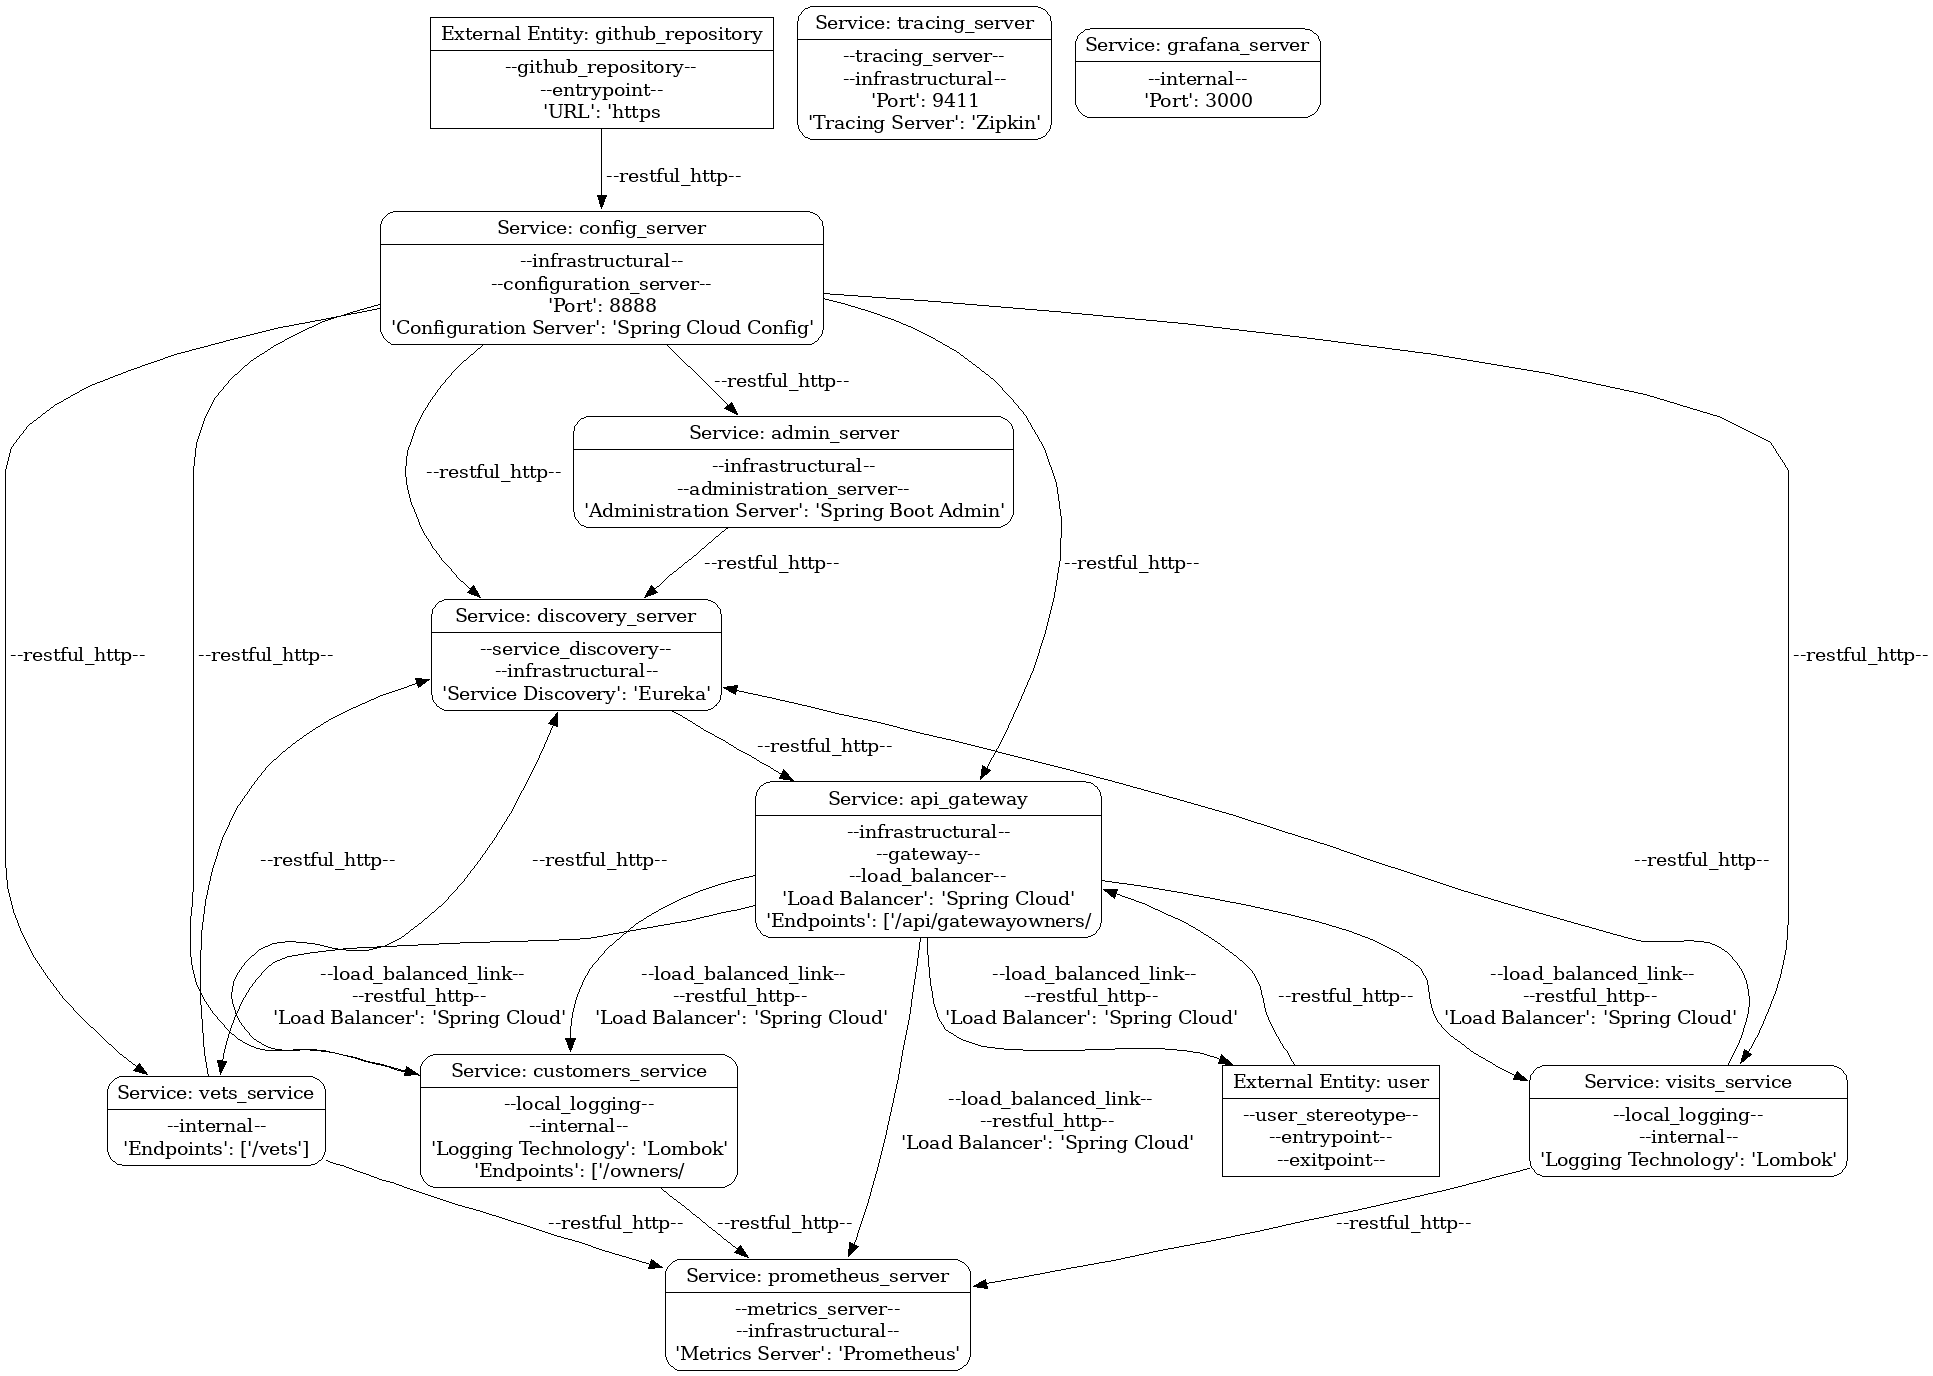 External Entity: github_repository
--github_repository--
--entrypoint--
'URL': 'https
Service: tracing_server
--tracing_server--
--infrastructural--
'Port': 9411
'Tracing Server': 'Zipkin'
Service: grafana_server
--internal--
'Port': 3000
--restful_http--
Service: config_server
--infrastructural--
--configuration_server--
'Port': 8888
'Configuration Server': 'Spring Cloud Config'
--restful_http--
--restful_http--
Service: admin_server
--infrastructural--
--administration_server--
'Administration Server': 'Spring Boot Admin'
--restful_http--
--restful_http--
--restful_http--
--restful_http--
Service: discovery_server
--service_discovery--
--infrastructural--
'Service Discovery': 'Eureka'
--restful_http--
--restful_http--
Service: api_gateway
--infrastructural--
--gateway--
--load_balancer--
'Load Balancer': 'Spring Cloud'
'Endpoints': ['/api/gatewayowners/
--restful_http--
--restful_http--
--restful_http--
--load_balanced_link--
--restful_http--
'Load Balancer': 'Spring Cloud'
--load_balanced_link--
--restful_http--
'Load Balancer': 'Spring Cloud'
--load_balanced_link--
--restful_http--
'Load Balancer': 'Spring Cloud'
--restful_http--
--load_balanced_link--
--restful_http--
'Load Balancer': 'Spring Cloud'
Service: vets_service
--internal--
'Endpoints': ['/vets']
Service: customers_service
--local_logging--
--internal--
'Logging Technology': 'Lombok'
'Endpoints': ['/owners/
--load_balanced_link--
--restful_http--
'Load Balancer': 'Spring Cloud'
External Entity: user
--user_stereotype--
--entrypoint--
--exitpoint--
Service: visits_service
--local_logging--
--internal--
'Logging Technology': 'Lombok'
--restful_http--
--restful_http--
--restful_http--
Service: prometheus_server
--metrics_server--
--infrastructural--
'Metrics Server': 'Prometheus'